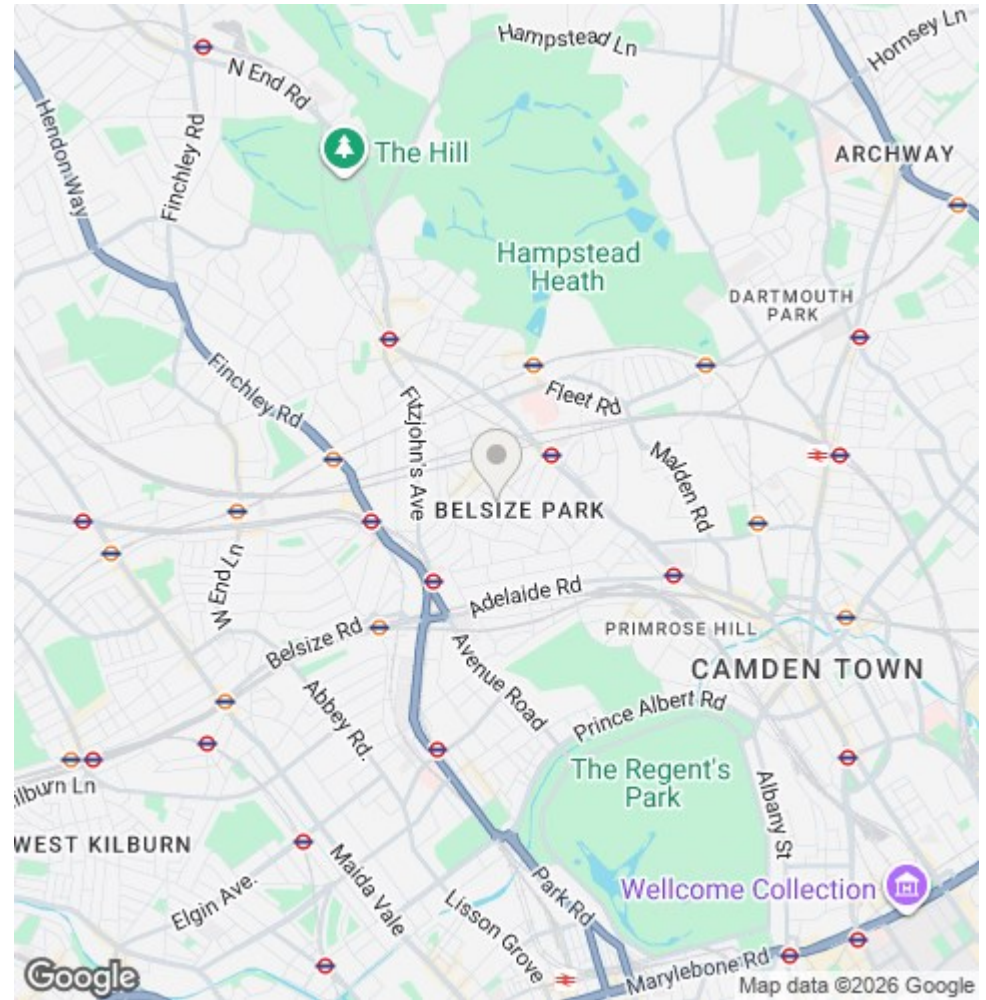 Hampstead Ln
Hornsey Ln
N End Rd
Hendon Way
Finchley Rd
The Hill
ARCHWAY
Hampstead
Heath
DARTMOUTH
PARK
Finchley Rd
Fitzjohn's Ave
Fleet Rd
Malden Rd
BELSIZE PARK
W End Ln
Adelaide Rd
Belsize Rd
PRIMROSE HILL
CAMDEN TOWN
Abbey Rd.
Avenue Road
Prince Albert Rd
The Regent's
Park
Albany St
ilburn Ln
WEST KILBURN
Maida Vale
Elgin Ave.
Lisson Grove
Park Rd
Wellcome Collection
Marylebone Rd
Google
Map data ©2026 Google